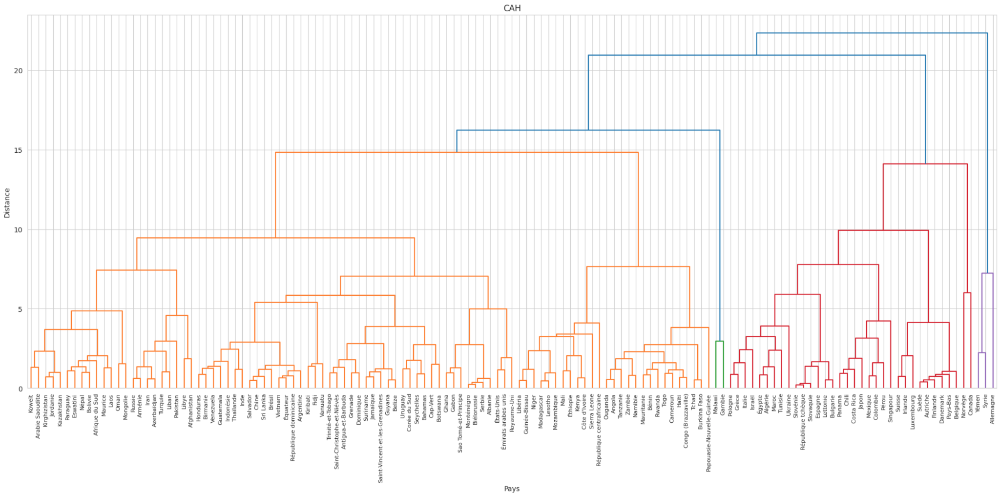 CAH
20
15
10
5
0
Distance
Koweit
Arabie Saoudite
Kirghizistan
Jordanie
Kazakhstan
Paraguay
Eswatini
Népal
Bolivie
Afrique du Sud
Maurice
Laos
Oman
Mongolie
Russie
Arménie
Iran
Azerbaïdjan
Turquie
Liban
Pakistan
Libye
Afghanistan
Honduras
Birmanie
Venezuela
Guatemala
Indonésie
Thaïlande
Inde
Salvador
Chine
Sri Lanka
Brésil
Vietnam
Équateur
République dominicaine
Argentine
Kiribati
Fidji
Vanuatu
Trinité-et-Tobago
Saint-Christophe-et-Niévès
Antigua-et-Barbuda
Grenade
Dominique
Suriname
Jamaïque
Saint-Vincent-et-les-Grenadines
Guyana
Belize
Uruguay
Corée du Sud
Seychelles
Bahamas
Cap-Vert
Botswana
Ghana
Gabon
Sao Tomé-et-Principe
Monténégro
Biélorussie
Serbie
Albanie
États-Unis
Émirats arabes unis
Royaume-Uni
Libéria
Guinée-Bissau
Niger
Madagascar
Lesotho
Mozambique
Mali
Éthiopie
Kenya
Côte d'Ivoire
Sierra Leone
République centrafricaine
Ouganda
Angola
Tanzanie
Zambie
Namibie
Mauritanie
Bénin
Rwanda
Togo
Cameroun
Haïti
Congo (Brazzaville)
Tchad
Burkina Faso
Papouasie-Nouvelle-Guinée
Malawi
Gambie
Pologne
Grèce
Italie
Israël
Égypte
Algérie
Maroc
Tunisie
Ukraine
Slovénie
République tchèque
Slovaquie
Espagne
Lettonie
Bulgarie
Panama
Chili
Costa Rica
Japon
Mexique
Colombie
Pérou
Singapour
Suisse
Irlande
Luxembourg
Suède
Autriche
Finlande
Danemark
Pays-Bas
Belgique
Norvège
Canada
Yémen
Syrie
Allemagne
Pays